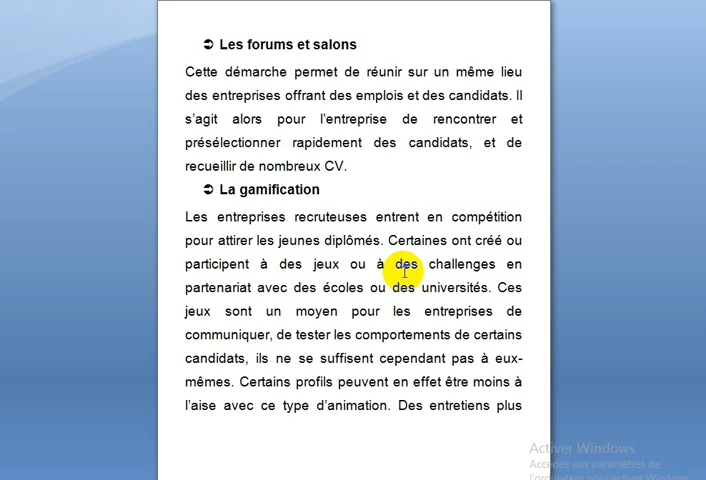 ➲ Les forums et salons
Cette démarche permet de réunir sur un même lieu
des entreprises offrant des emplois et des candidats. Il
s'agit alors pour l'entreprise de rencontrer et
présélectionner rapidement des candidats, et de
recueillir de nombreux CV.
➲ La gamification
Les entreprises recruteuses entrent en compétition
pour attirer les jeunes diplômés. Certaines ont créé ou
participent à des jeux ou à des challenges en
partenariat avec des écoles ou des universités. Ces
jeux sont un moyen pour les entreprises de
communiquer, de tester les comportements de certains
candidats, ils ne se suffisent cependant pas à eux-
mêmes. Certains profils peuvent en effet être moins à
l'aise avec ce type d'animation. Des entretiens plus
Activer Windows
Accédez aux paramètres de
l'ordinateur pour activer Windows